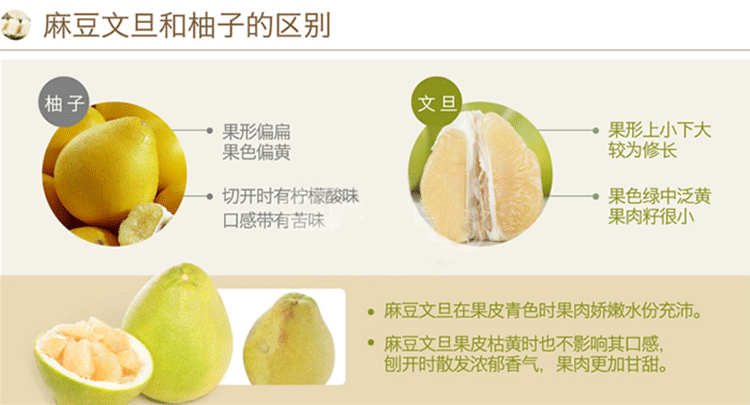 麻豆文旦和柚子的区别
柚子
果形偏扁
果色偏黄
切开时有柠檬酸味
口感带有苦味
文旦
果形上小下大
较为修长
果色绿中泛黄
果肉籽很小
麻豆文旦在果皮青色时果肉娇嫩水份充沛。
麻豆文旦果皮枯黄时也不影响其口感，
刨开时散发浓郁香气，果肉更加甘甜。